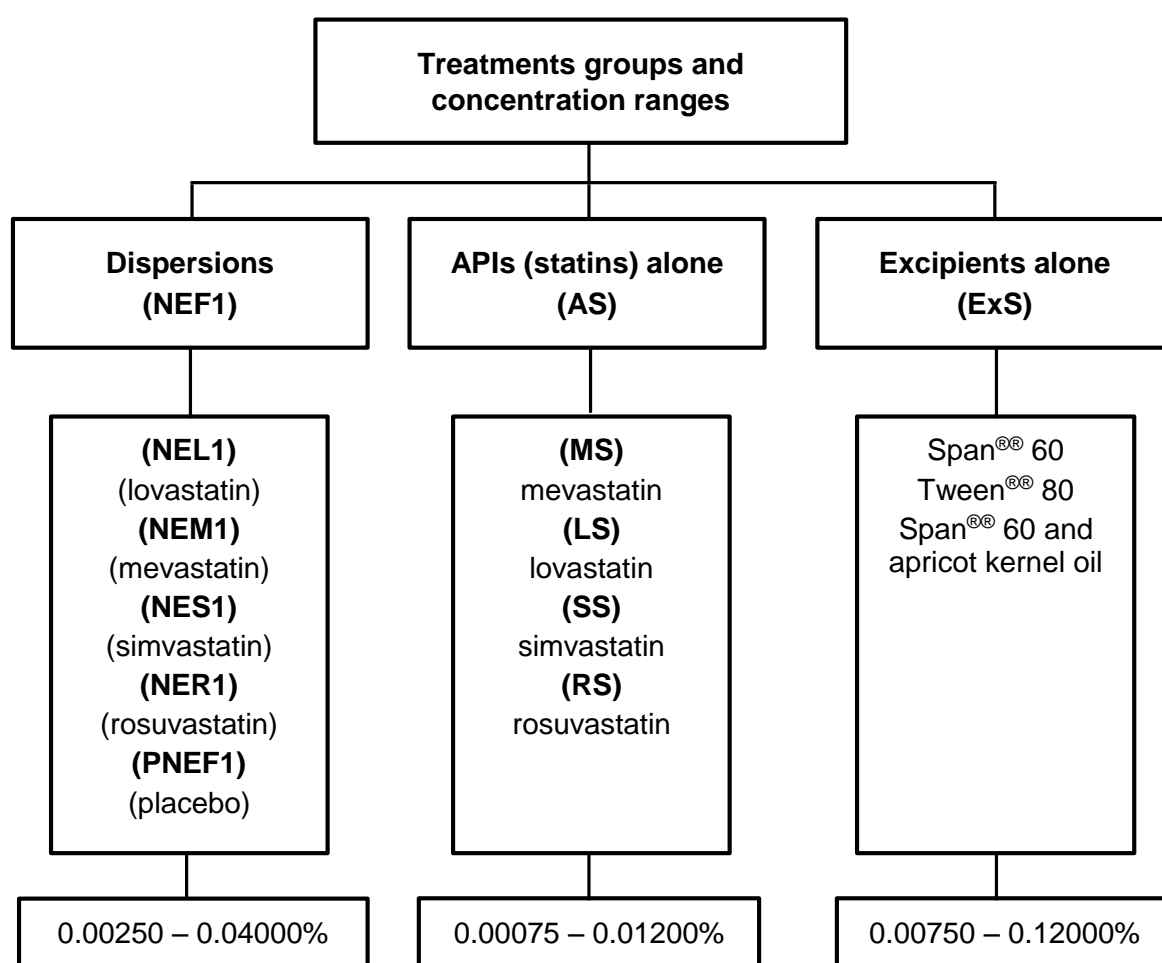 Treatments groups and
concentration ranges
Dispersions
(NEF1)
APIs (statins) alone
(AS)
Excipients alone
(ExS)
(NEL1)
(lovastatin)
(NEM1)
(mevastatin)
(NES1)
(simvastatin)
(NER1)
(rosuvastatin)
(PNEF1)
(placebo)
(MS)
mevastatin
(LS)
lovastatin
(SS)
simvastatin
(RS)
rosuvastatin
Span®® 60
Tween®® 80
Span®® 60 and
apricot kernel oil
0.00250 – 0.04000%
0.00075 – 0.01200%
0.00750 – 0.12000%